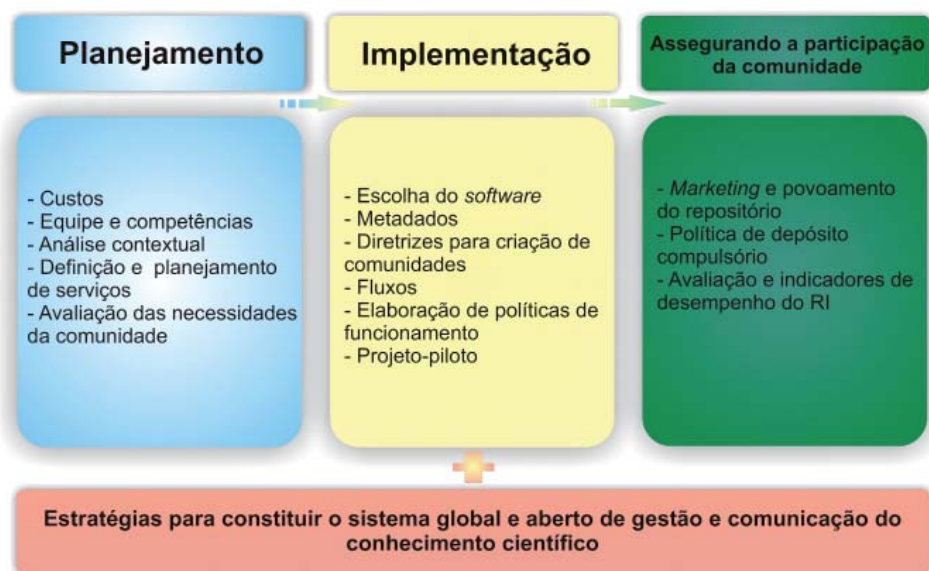 Planejamento
Implementação
Assegurando a participação
da comunidade
- Custos
- Equipe e competências
- Análise contextual
- Definição e planejamento
de serviços
- Avaliação das necessidades
da comunidade
- Escolha do software
- Metadados
- Diretrizes para criação de
comunidades
- Fluxos
- Elaboração de políticas de
funcionamento
- Projeto-piloto
- Marketing e povoamento
do repositório
- Política de depósito
compulsório
- Avaliação e indicadores de
desempenho do RI
Estratégias para constituir o sistema global e aberto de gestão e comunicação do
conhecimento científico